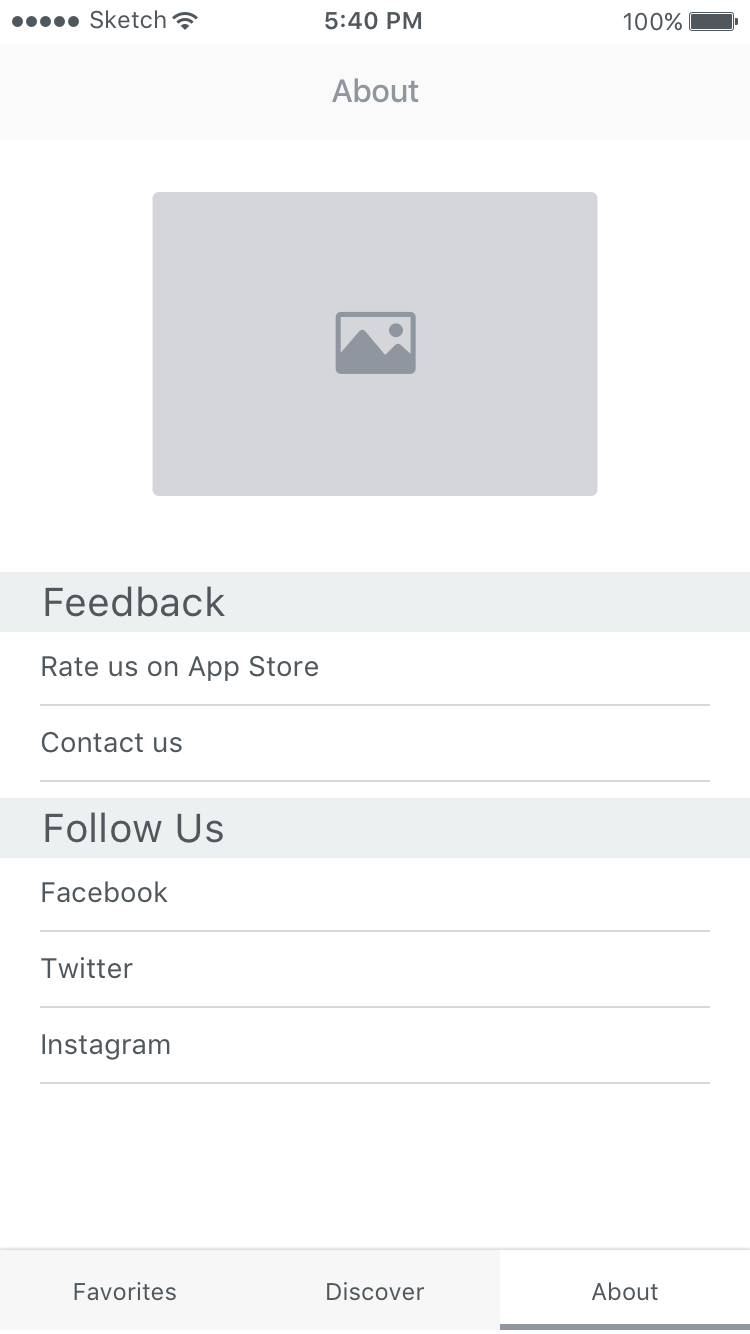 Sketch 5:40 PM 100%
About
Feedback
Rate us on App Store
Contact us
Follow Us
Facebook
Twitter
Instagram
Favorites Discover About